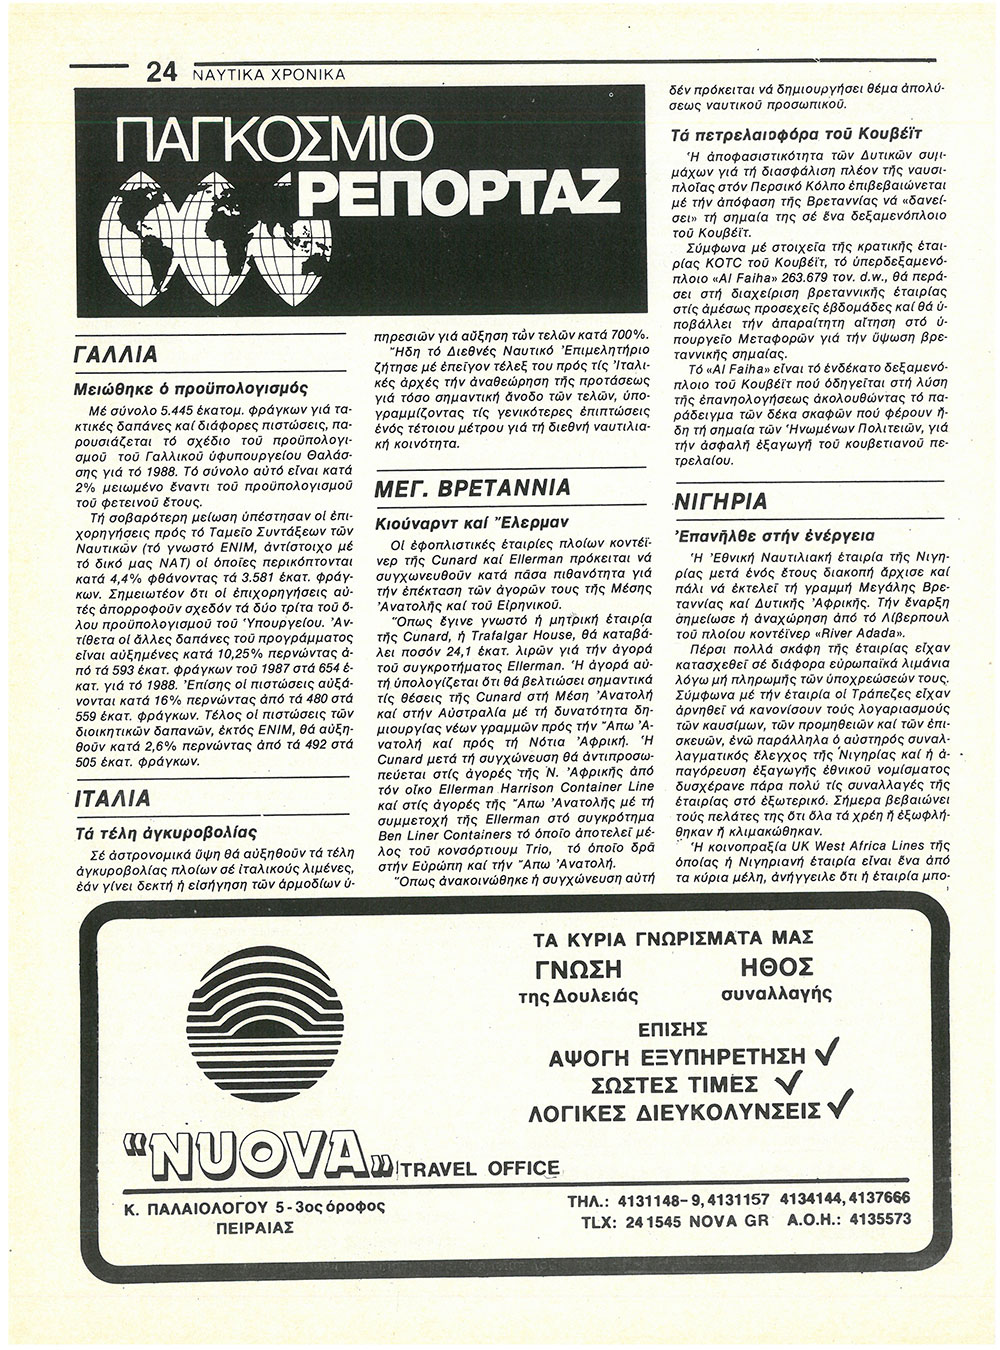 24 ΝΑΥΤΙΚΑ ΧΡΟΝΙΚΑ
ΠΑΓΚΟΣΜΙΟ
ΡΕΠΟΡΤΑΖ
ΓΑΛΛΙΑ
Μειώθηκε ὁ προϋπολογισμός
Μέ σύνολο 5.445 ἑκατομ. φράγκων γιά τα-
κτικές δαπάνες καί διάφορες πιστώσεις, πα-
ρουσιάζεται τό σχέδιο τοῦ προϋπολογι-
σμοῦ τοῦ Γαλλικοῦ ὑφυπουργείου Θαλάσ-
σης γιά τό 1988. Τό σύνολο αὐτό εἶναι κατά
2% μειωμένο ἔναντι τοῦ προϋπολογισμοῦ
τοῦ φετεινοῦ ἔτους.
Τή σοβαρότερη μείωση ὑπέστησαν οἱ ἐπι-
χορηγήσεις πρός τό Ταμεῖο Συντάξεων τῶν
Ναυτικῶν (τό γνωστό ENIM, ἀντίστοιχο μέ
τό δικό μας ΝΑΤ) οἱ ὁποῖες περικόπτονται
κατά 4,4% φθάνοντας τά 3.581 ἑκατ. φράγ-
κων. Σημειωτέον ὅτι οἱ ἐπιχορηγήσεις αὐ-
τές ἀπορροφοῦν σχεδόν τά δύο τρίτα τοῦ ὅ-
λου προϋπολογισμοῦ τοῦ Ὑπουργείου. Ἀν-
τίθετα οἱ ἄλλες δαπάνες τοῦ προγράμματος
εἶναι αὐξημένες κατά 10,25% περνώντας ἀ-
πό τά 593 ἑκατ. φράγκων τοῦ 1987 στά 654 ἑ-
κατ. γιά τό 1988. Ἐπίσης οἱ πιστώσεις αὐξά-
νονται κατά 16% περνώντας ἀπό τά 480 στά
559 ἑκατ. φράγκων. Τέλος οἱ πιστώσεις τῶν
διοικητικῶν δαπανῶν, ἐκτός ENIM, θά αὐξη-
θοῦν κατά 2,6% περνώντας ἀπό τά 492 στά
505 ἑκατ. φράγκων.
ΙΤΑΛΙΑ
Τά τέλη ἀγκυροβολίας
Σέ ἀστρονομικά ὕψη θά αὐξηθοῦν τά τέλη
ἀγκυροβολίας πλοίων σέ ἰταλικούς λιμένες,
ἐάν γίνει δεκτή ἡ εἰσήγηση τῶν ἁρμοδίων ὑ-
πηρεσιῶν γιά αὔξηση τῶν τελῶν κατά 700%.
Ἤδη τό Διεθνές Ναυτικό Ἐπιμελητήριο
ζήτησε μέ ἐπεῖγον τέλεξ του πρός τίς Ἰταλι-
κές ἀρχές τήν ἀναθεώρηση τῆς προτάσεως
γιά τόσο σημαντική ἄνοδο τῶν τελῶν, ὑπο-
γραμμίζοντας τίς γενικότερες ἐπιπτώσεις
ἑνός τέτοιου μέτρου γιά τή διεθνή ναυτιλια-
κή κοινότητα.
ΜΕΓ. ΒΡΕΤΑΝΝΙΑ
Κιούναρντ καί Ἔλερμαν
Οἱ ἐφοπλιστικές ἑταιρίες πλοίων κοντέϊ-
νερ τῆς Cunard καί Ellerman πρόκειται νά
συγχωνευθοῦν κατά πᾶσα πιθανότητα γιά
τήν ἐπέκταση τῶν ἀγορῶν τους τῆς Μέσης
Ἀνατολῆς καί τοῦ Εἰρηνικοῦ.
Ὅπως ἔγινε γνωστό ἡ μητρική ἑταιρία
τῆς Cunard, ἡ Trafalgar House, θά καταβά-
λει ποσόν 24,1 ἑκατ. λιρῶν γιά τήν ἀγορά
τοῦ συγκροτήματος Ellerman. Ἡ ἀγορά αὐ-
τή ὑπολογίζεται ὅτι θά βελτιώσει σημαντικά
τίς θέσεις τῆς Cunard στή Μέση Ἀνατολή
καί στήν Αὐστραλία μέ τή δυνατότητα δη-
μιουργίας νέων γραμμῶν πρός τήν Ἄπω Ἀ-
νατολή καί πρός τή Νότια Ἀφρική. Ἡ
Cunard μετά τή συγχώνευση θά ἀντιπροσω-
πεύεται στίς ἀγορές τῆς Ν. Ἀφρικῆς ἀπό
τόν οἶκο Ellerman Harrison Container Line
καί στίς ἀγορές τῆς Ἄπω Ἀνατολῆς μέ τή
συμμετοχή τῆς Ellerman στό συγκρότημα
Ben Liner Containers τό ὁποῖο ἀποτελεῖ μέ-
λος τοῦ κονσόρτιουμ Trio, τό ὁποῖο δρᾶ
στήν Εὐρώπη καί τήν Ἄπω Ἀνατολή.
Ὅπως ἀνακοινώθηκε ἡ συγχώνευση αὐτή
δέν πρόκειται νά δημιουργήσει θέμα ἀπολύ-
σεως ναυτικοῦ προσωπικοῦ.
Τά πετρελαιοφόρα τοῦ Κουβέϊτ
Ἡ ἀποφασιστικότητα τῶν Δυτικῶν συμ-
μάχων γιά τή διασφάλιση πλέον τῆς ναυσι-
πλοΐας στόν Περσικό Κόλπο ἐπιβεβαιώνεται
μέ τήν ἀπόφαση τῆς Βρεταννίας νά «δανεί-
σει» τή σημαία της σέ ἕνα δεξαμενόπλοιο
τοῦ Κουβέϊτ.
Σύμφωνα μέ στοιχεῖα τῆς κρατικῆς ἑται-
ρίας KOTC τοῦ Κουβέϊτ, τό ὑπερδεξαμενό-
πλοιο «Al Faiha» 263.679 τον. d.w., θά περά-
σει στή διαχείριση βρεταννικῆς ἑταιρίας
στίς ἀμέσως προσεχεῖς ἑβδομάδες καί θά ὑ-
ποβάλλει τήν ἀπαραίτητη αἴτηση στό ὑ-
πουργεῖο Μεταφορῶν γιά τήν ὕψωση βρε-
ταννικῆς σημαίας.
Τό «Al Faiha» εἶναι τό ἑνδέκατο δεξαμενό-
πλοιο τοῦ Κουβέϊτ πού ὁδηγεῖται στή λύση
τῆς ἐπανηολογήσεως ἀκολουθώντας τό πα-
ράδειγμα τῶν δέκα σκαφῶν πού φέρουν ἤ-
δη τή σημαία τῶν Ἡνωμένων Πολιτειῶν, γιά
τήν ἀσφαλῆ ἐξαγωγή τοῦ κουβετιανοῦ πε-
τρελαίου.
ΝΙΓΗΡΙΑ
Ἐπανῆλθε στήν ἐνέργεια
Ἡ Ἐθνική Ναυτιλιακή ἑταιρία τῆς Νιγη-
ρίας μετά ἑνός ἔτους διακοπή ἄρχισε καί
πάλι νά ἐκτελεῖ τή γραμμή Μεγάλης Βρε-
ταννίας καί Δυτικῆς Ἀφρικῆς. Τήν ἔναρξη
σημείωσε ἡ ἀναχώρηση ἀπό τό Λίβερπουλ
τοῦ πλοίου κοντέϊνερ «River Adada».
Πέρσι πολλά σκάφη τῆς ἑταιρίας εἶχαν
κατασχεθεῖ σέ διάφορα εὐρωπαϊκά λιμάνια
λόγω μή πληρωμῆς τῶν ὑποχρεώσεών τους.
Σύμφωνα μέ τήν ἑταιρία οἱ Τράπεζες εἶχαν
ἀρνηθεῖ νά κανονίσουν τούς λογαριασμούς
τῶν καυσίμων, τῶν προμηθειῶν καί τῶν ἐπι-
σκευῶν, ἐνῶ παράλληλα ὁ αὐστηρός συναλ-
λαγματικός ἔλεγχος τῆς Νιγηρίας καί ἡ ἀ-
παγόρευση ἐξαγωγῆς ἐθνικοῦ νομίσματος
δυσχέρανε πάρα πολύ τίς συναλλαγές τῆς
ἑταιρίας στό ἐξωτερικό. Σήμερα βεβαιώνει
τούς πελάτες της ὅτι ὅλα τά χρέη ἤ ἐξωφλή-
θηκαν ἤ κλιμακώθηκαν.
Ἡ κοινοπραξία UK West Africa Lines τῆς
ὁποίας ἡ Νιγηριανή ἑταιρία εἶναι ἕνα ἀπό
τα κύρια μέλη, ἀνήγγειλε ὅτι ἡ ἑταιρία μπο-
ΤΑ ΚΥΡΙΑ ΓΝΩΡΙΣΜΑΤΑ ΜΑΣ
ΓΝΩΣΗ ΗΘΟΣ
της Δουλειάς συναλλαγής
ΕΠΙΣΗΣ
ΑΨΟΓΗ ΕΞΥΠΗΡΕΤΗΣΗ ✓
ΣΩΣΤΕΣ ΤΙΜΕΣ ✓
ΛΟΓΙΚΕΣ ΔΙΕΥΚΟΛΥΝΣΕΙΣ ✓
"NUOVA" TRAVEL OFFICE
Κ. ΠΑΛΑΙΟΛΟΓΟΥ 5 - 3ος όροφος
ΠΕΙΡΑΙΑΣ
ΤΗΛ.: 4131148-9, 4131157 4134144, 4137666
TLX: 241545 NOVA GR Α.Ο.Η.: 4135573